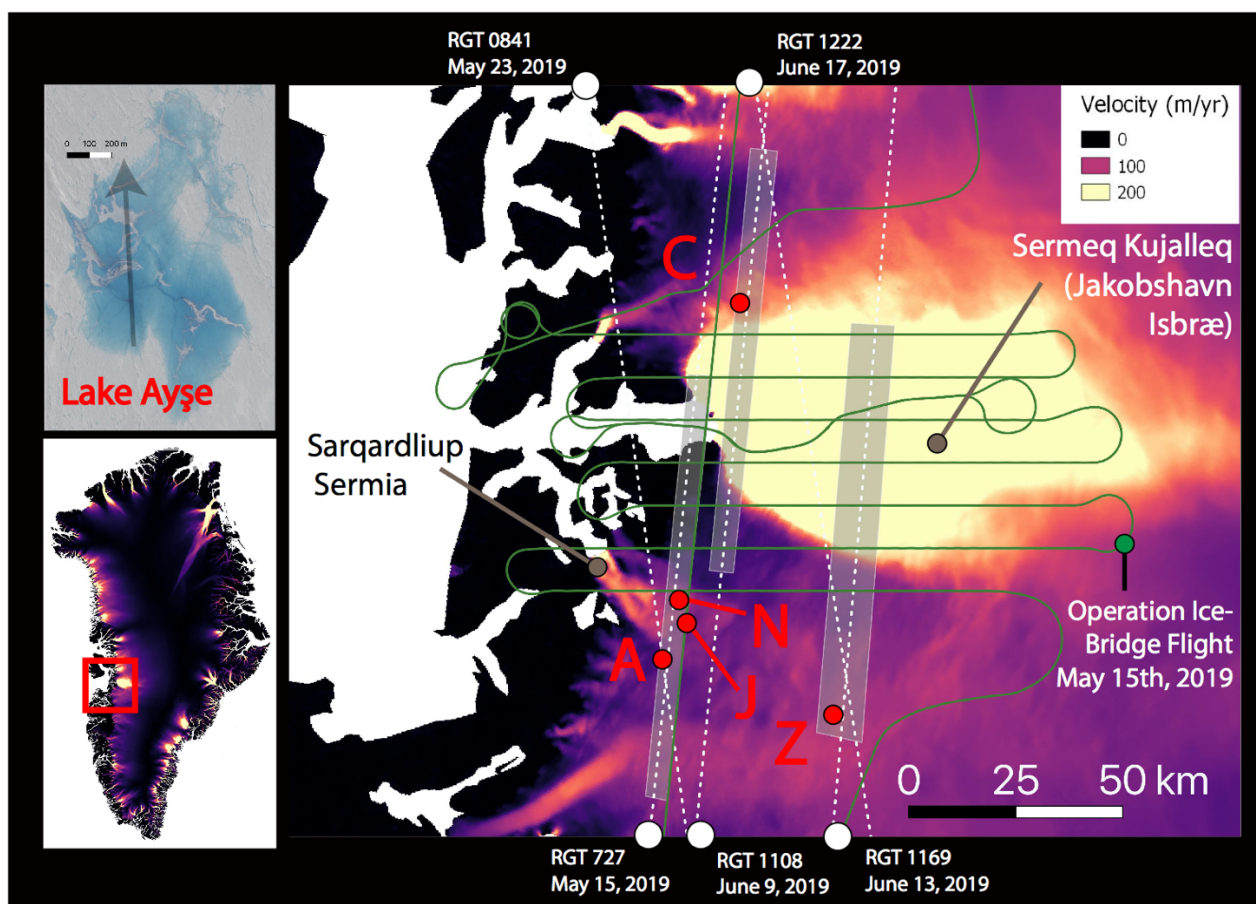 RGT 0841
May 23, 2019
RGT 1222
June 17, 2019
0 100 200 m
Lake Ayşe
Velocity (m/yr)
0
100
200
C
Sermeq Kujalleq
(Jakobshavn
Isbræ)
Sarqardliup
Sermia
N
A
J
Z
Operation Ice-
Bridge Flight
May 15th, 2019
0 25 50 km
RGT 727
May 15, 2019
RGT 1108
June 9, 2019
RGT 1169
June 13, 2019